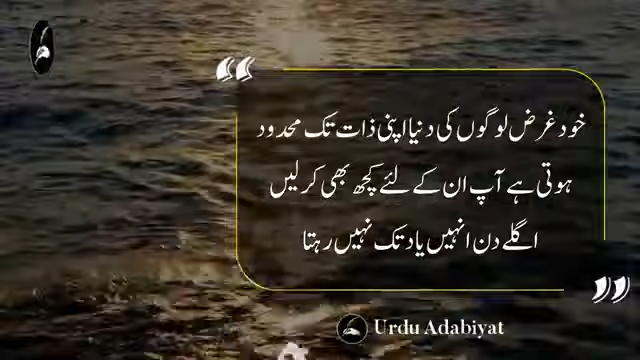 خود غرض لوگوں کی دنیا اپنی ذات تک محدود
ہوتی ہے آپ ان کے لئے کچھ بھی کر لیں
اگلے دن انہیں یاد تک نہیں رہتا
Urdu Adabiyat